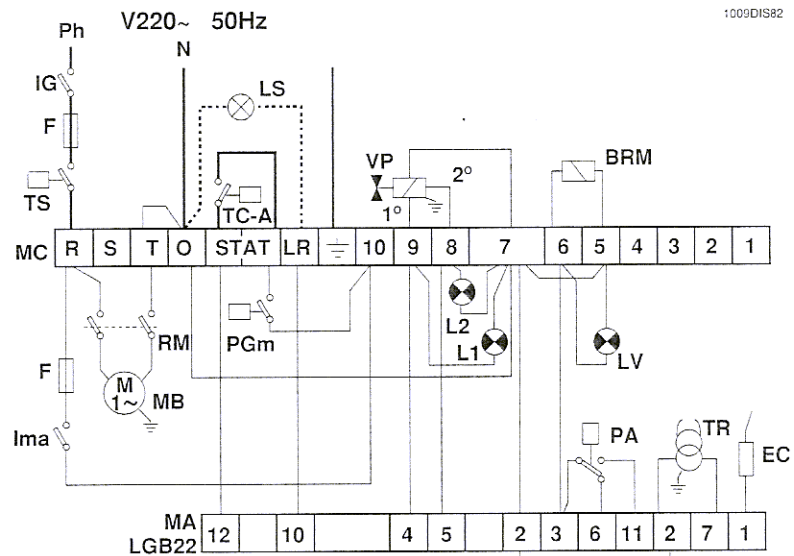 1009DIS82
V220~ 50Hz
Ph
N
IG
LS
F
VP
2º
BRM
TS
TC-A
1º
MC R S T O STAT LR 10 9 8 7 6 5 4 3 2 1
RM
PGm
L2
L1
LV
F
M
1~
MB
Ima
PA
TR
EC
MA
LGB22
12 10 4 5 2 3 6 11 2 7 1